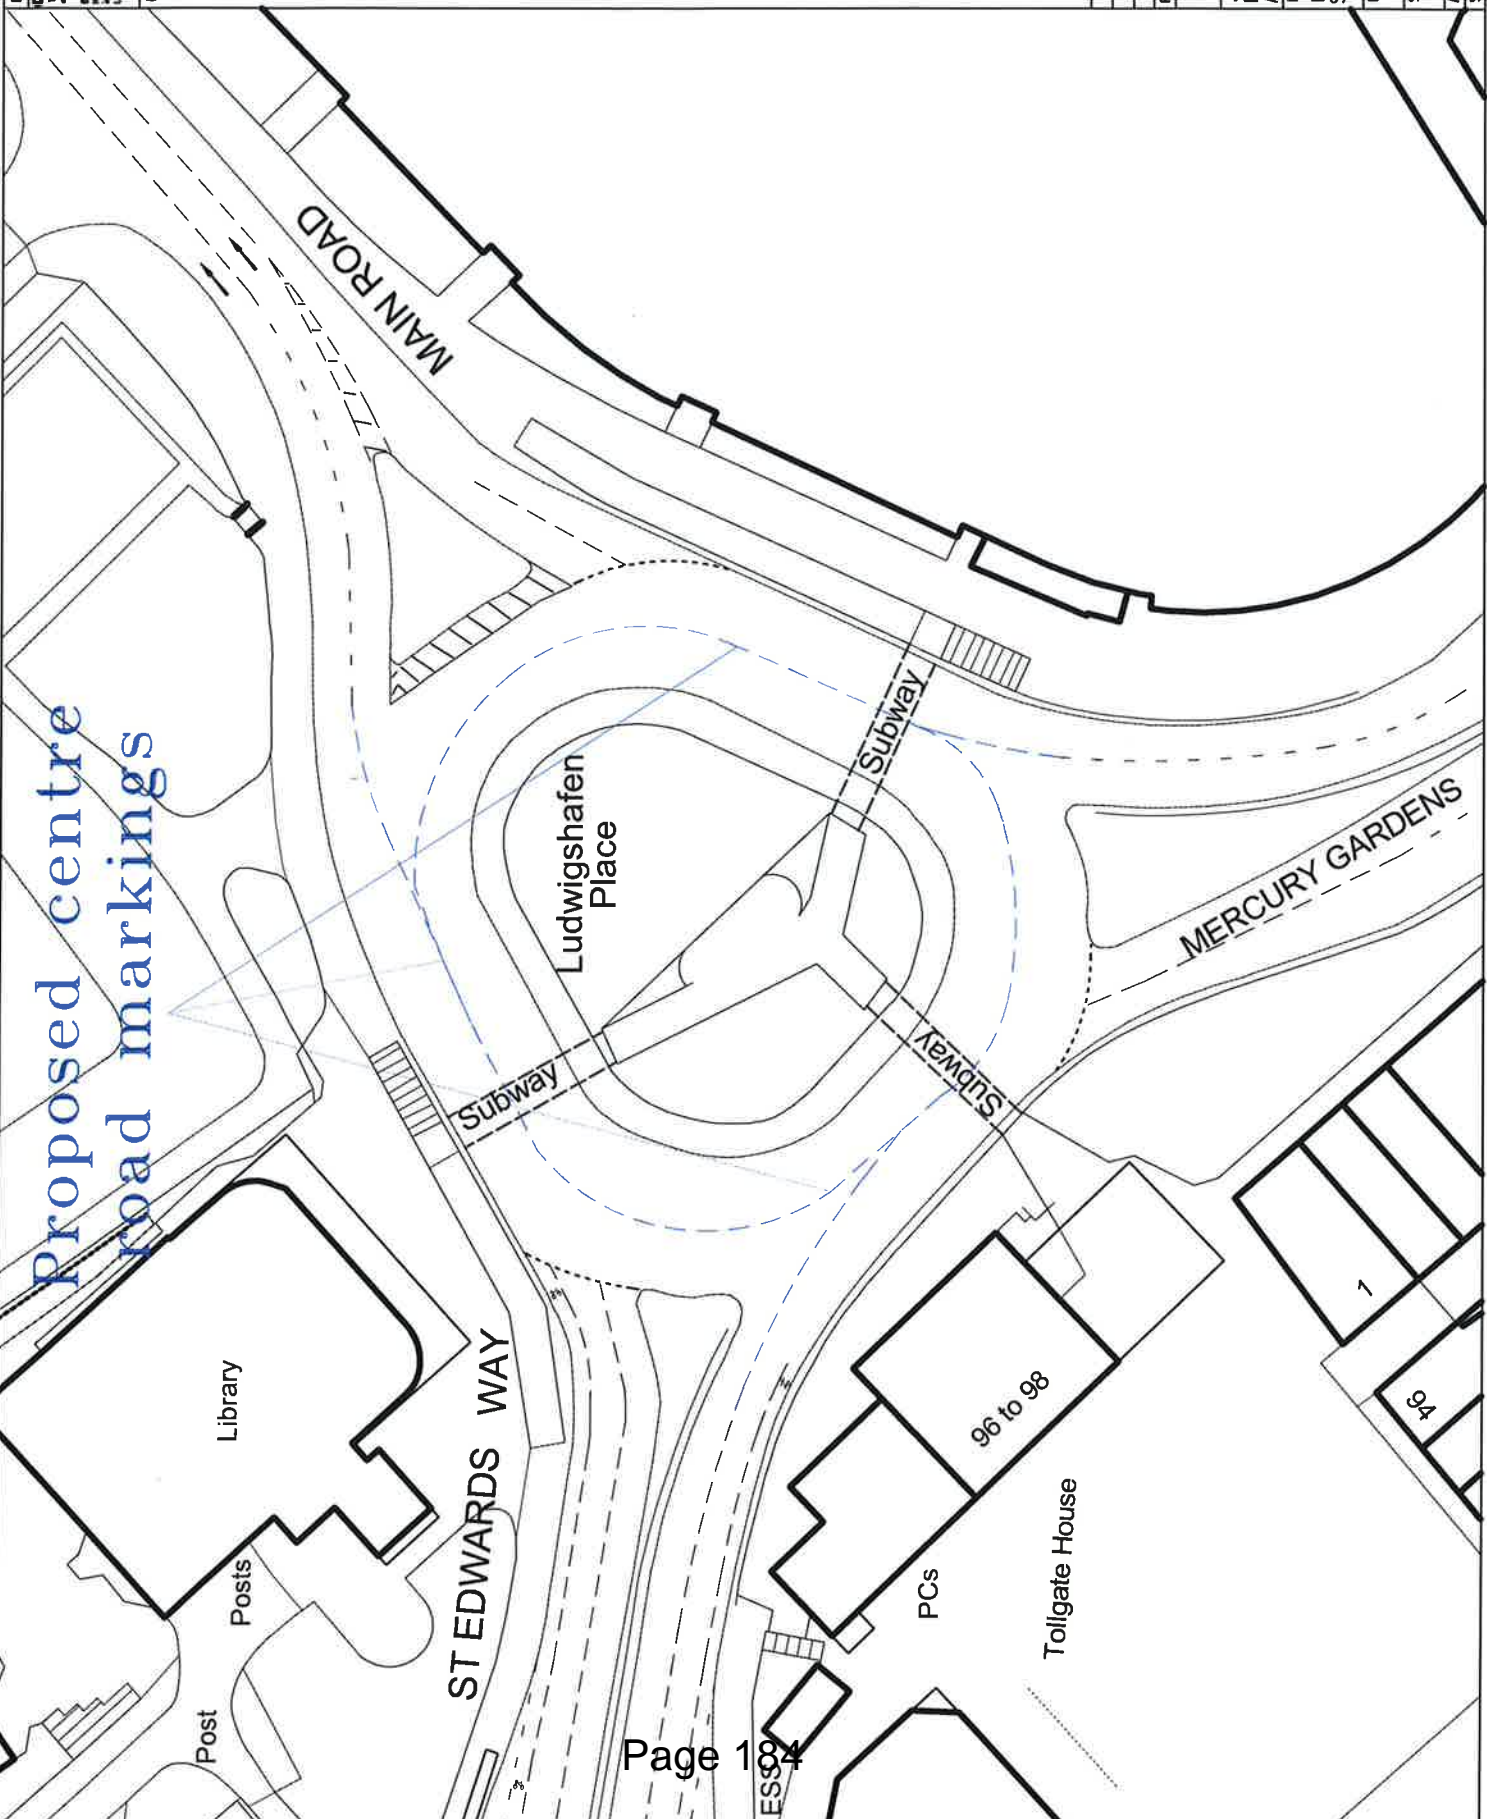 Proposed centre
road markings
MAIN ROAD
Ludwigshafen
Place
Subway
Subway
Subway
MERCURY GARDENS
ST EDWARDS WAY
Library
Posts
Post
96 to 98
PCs
Tollgate House
1
94
ESS
Page 184